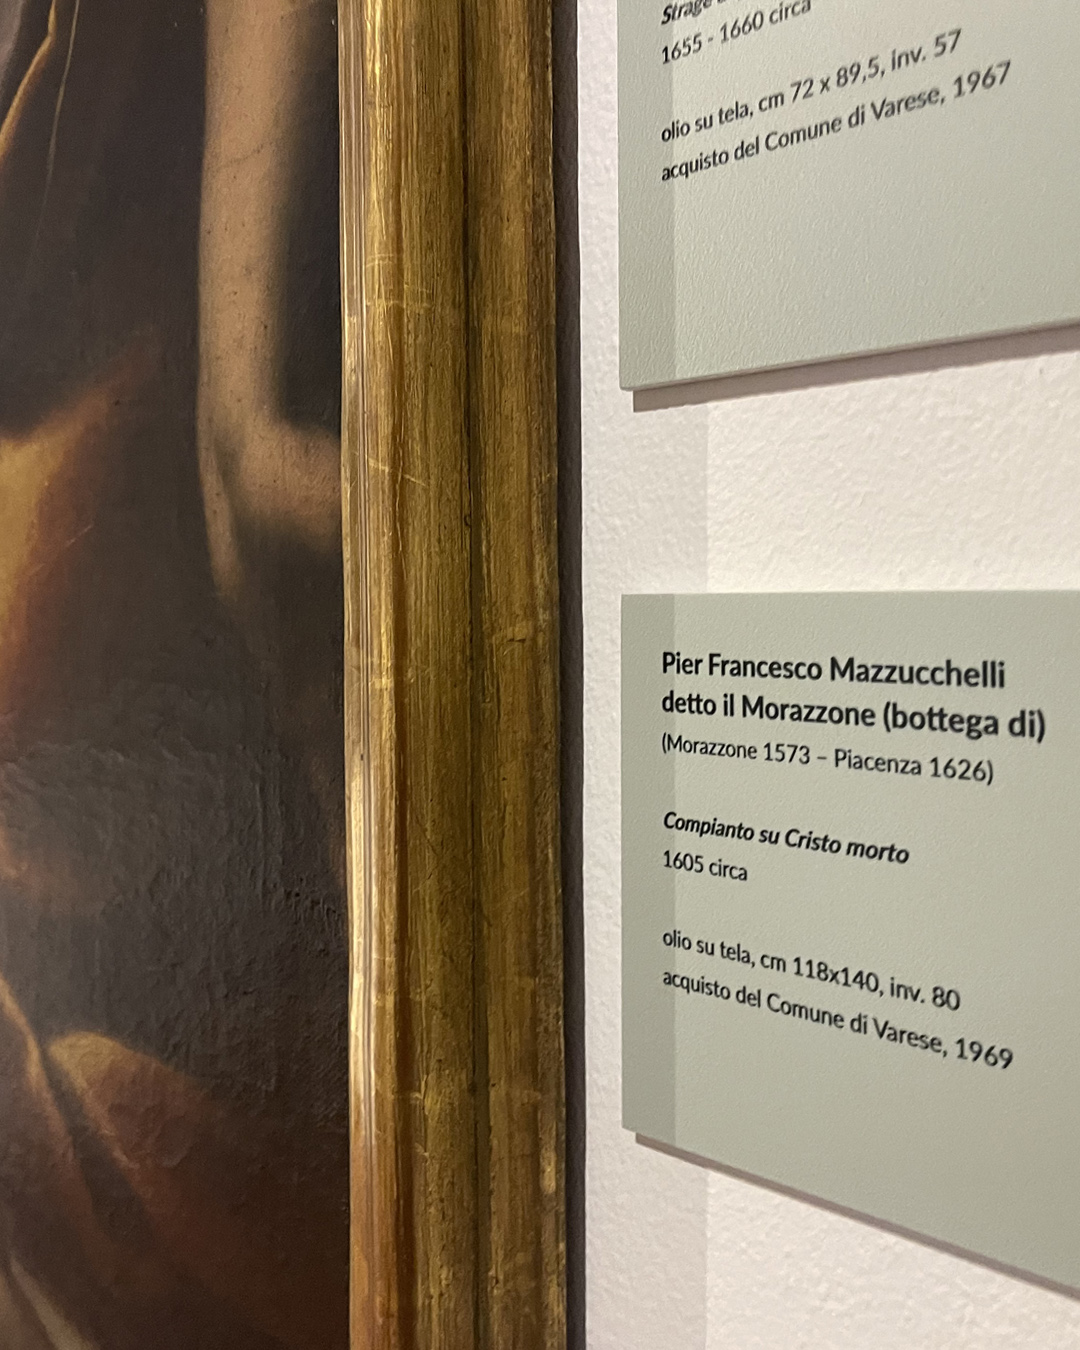 Strage
1655 - 1660 circa
olio su tela, cm 72 x 89,5, inv. 57
acquisto del Comune di Varese, 1967
Pier Francesco Mazzucchelli
detto il Morazzone (bottega di)
(Morazzone 1573 – Piacenza 1626)
Compianto su Cristo morto
1605 circa
olio su tela, cm 118x140, inv. 80
acquisto del Comune di Varese, 1969